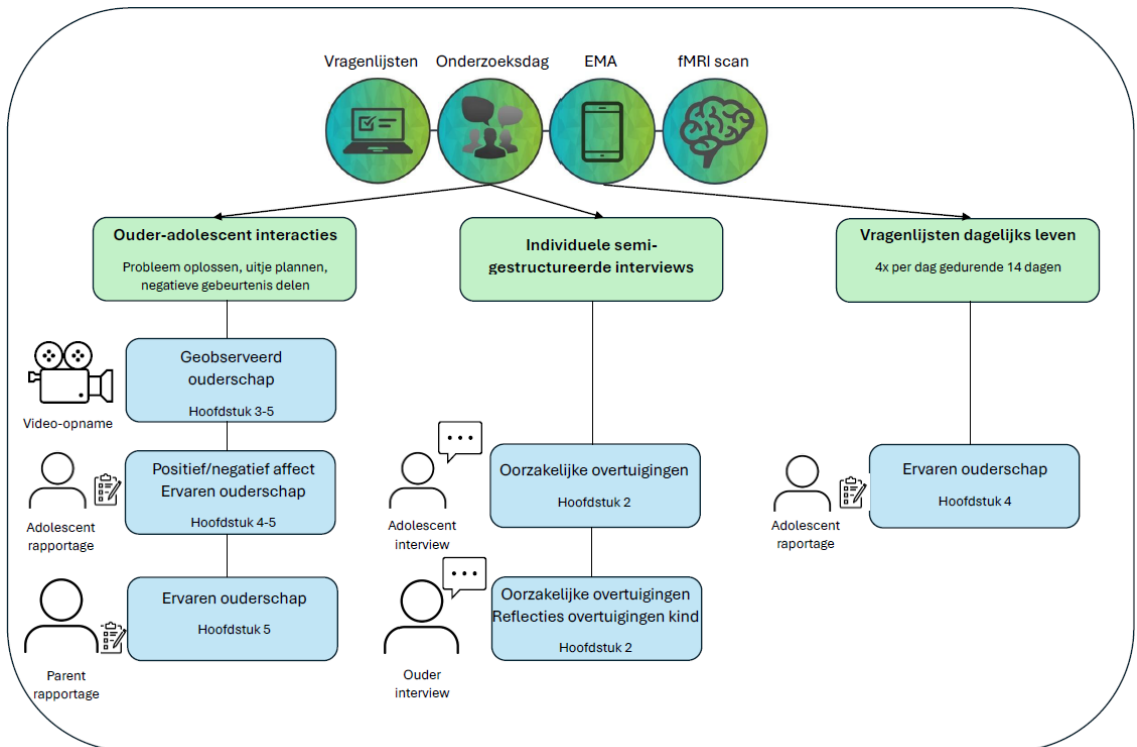 Vragenlijsten
Onderzoeksdag
EMA
fMRI scan
Ouder-adolescent interacties
Probleem oplossen, uitje plannen,
negatieve gebeurtenis delen
Individuele semi-
gestructureerde interviews
Vragenlijsten dagelijks leven
4x per dag gedurende 14 dagen
Video-opname
Geobserveerd
ouderschap
Hoofdstuk 3-5
Adolescent
rapportage
Positief/negatief affect
Ervaren ouderschap
Hoofdstuk 4-5
Parent
rapportage
Ervaren ouderschap
Hoofdstuk 5
Adolescent
interview
Oorzakelijke overtuigingen
Hoofdstuk 2
Ouder
interview
Oorzakelijke overtuigingen
Reflecties overtuigingen kind
Hoofdstuk 2
Adolescent
raportage
Ervaren ouderschap
Hoofdstuk 4